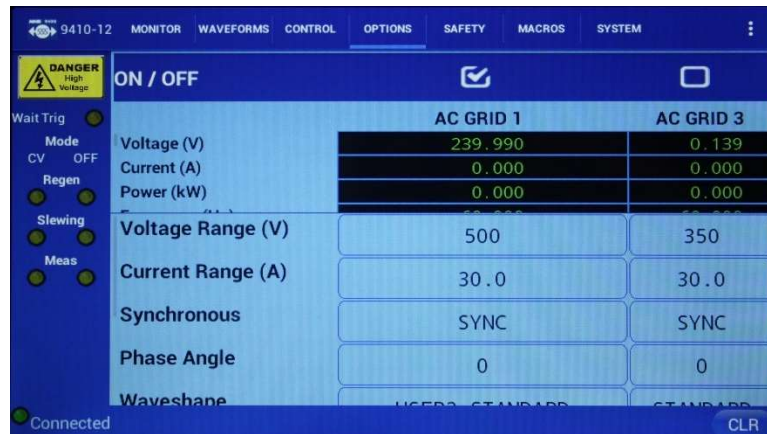 9410-12 MONITOR WAVEFORMS CONTROL OPTIONS SAFETY MACROS SYSTEM
DANGER
High
Voltage
ON / OFF
Wait Trig
AC GRID 1 AC GRID 3
Mode
CV OFF
Voltage (V) 239.990 0.139
Current (A) 0.000 0.000
Regen
Power (kW) 0.000 0.000
Slewing
Voltage Range (V) 500 350
Meas
Current Range (A) 30.0 30.0
Synchronous SYNC SYNC
Phase Angle 0 0
Waveshape STANDARD
Connected CLR